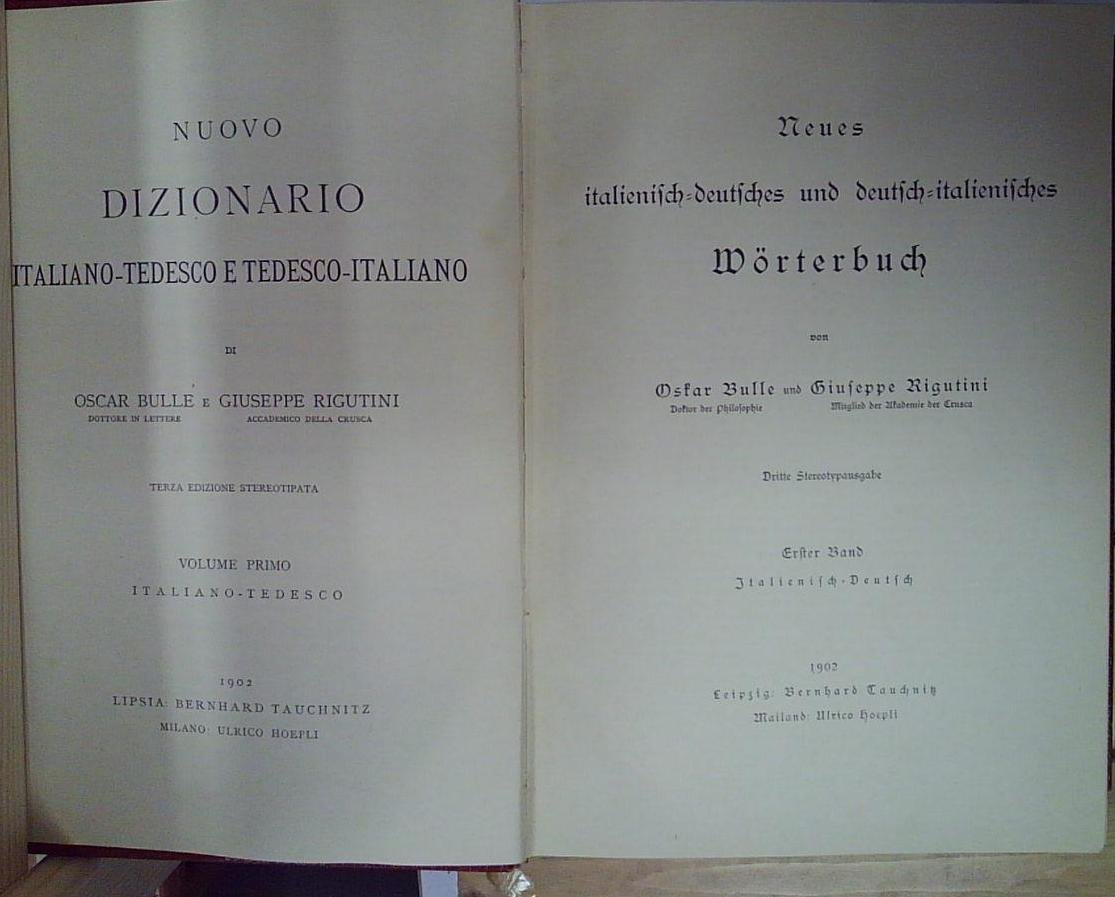 NUOVO
DIZIONARIO
ITALIANO-TEDESCO E TEDESCO-ITALIANO
DI
OSCAR BULLE E GIUSEPPE RIGUTINI
DOTTORE IN LETTERE ACCADEMICO DELLA CRUSCA
TERZA EDIZIONE STEREOTIPATA
VOLUME PRIMO
ITALIANO-TEDESCO
1902
LIPSIA: BERNHARD TAUCHNITZ
MILANO: ULRICO HOEPLI
Neues
italieniſch-deutſches und deutſch-italieniſches
Wörterbuch
von
Oskar Bulle und Giuſeppe Rigutini
Doktor der Philoſophie Mitglied der Akademie der Crusca
Dritte Stereotypausgabe
Erſter Band
Italieniſch-Deutſch
1902
Leipzig: Bernhard Tauchnitz
Mailand: Ulrico Hoepli